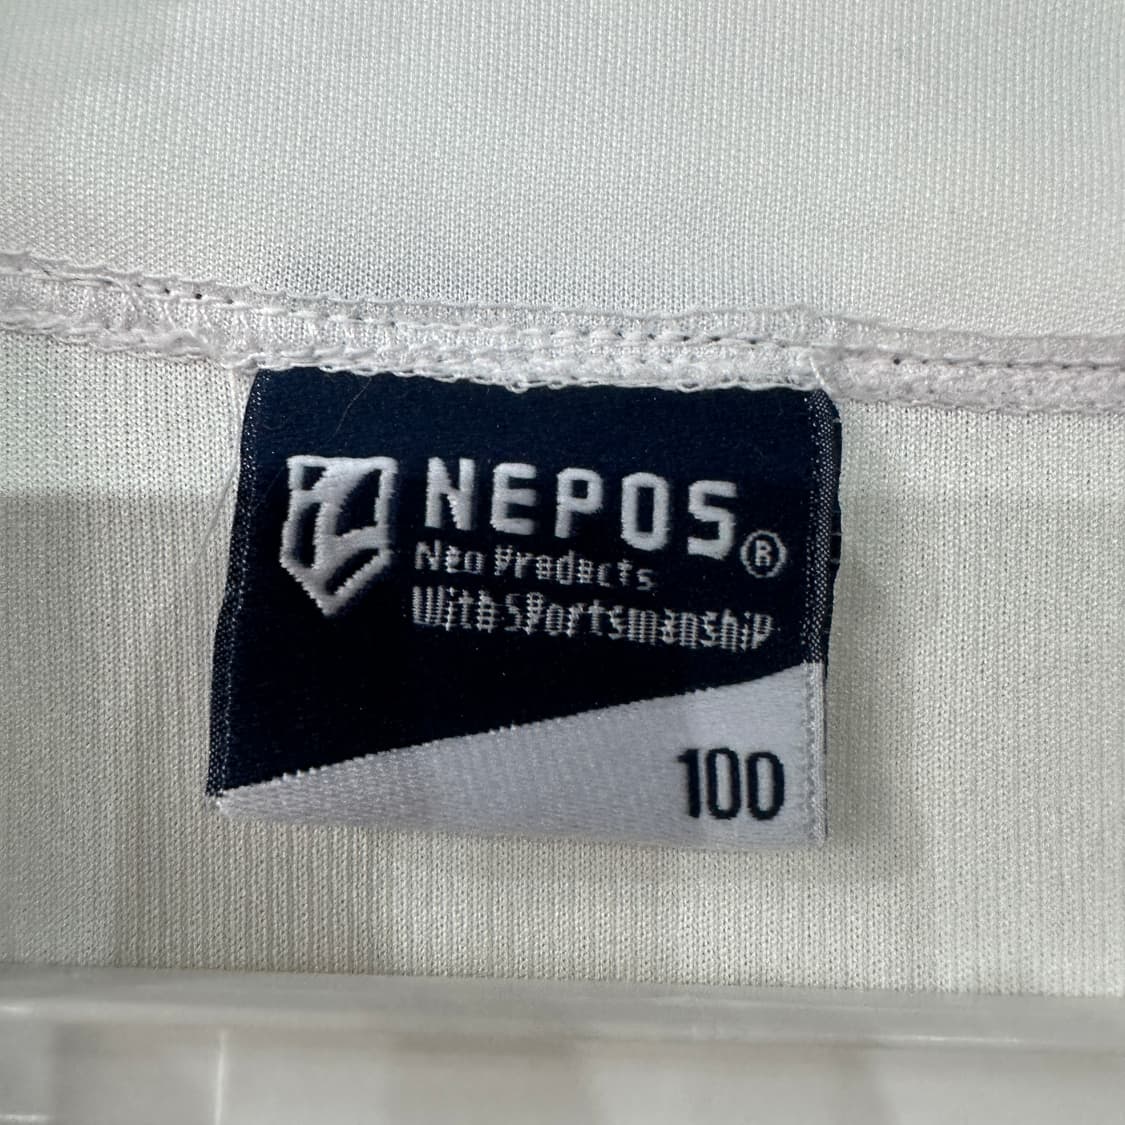 NEPOS®
Neo Products
With Sportsmanship
100